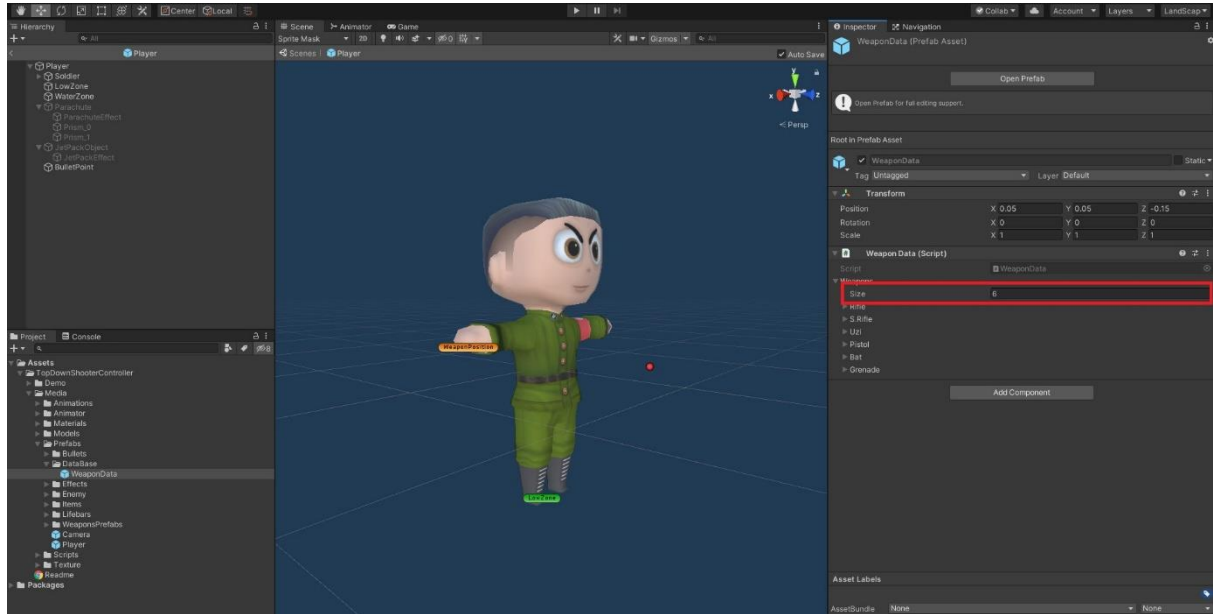 Center Local
Collab Account Layers LandScap
Hierarchy
All
Player
Player
Soldier
LowZone
WaterZone
Parachute
ParachuteEffect
Prism_0
Prism_1
JetPackObject
JetPackEffect
BulletPoint
Scene Animator Game
Sprite Mask 2D 0 Gizmos All
Scenes Player Auto Save
y
x z
Persp
WeaponPosition
LowZone
Project Console
8
Assets
TopDownShooterController
Demo
Media
Animations
Animator
Materials
Models
Prefabs
Bullets
DataBase
WeaponData
Effects
Enemy
Items
Lifebars
WeaponsPrefabs
Camera
Player
Scripts
Texture
Readme
Packages
Inspector Navigation
WeaponData (Prefab Asset)
Open Prefab
Open Prefab for full editing support.
Root in Prefab Asset
WeaponData Static
Tag Untagged Layer Default
Transform
Position X 0.05 Y 0.05 Z -0.15
Rotation X 0 Y 0 Z 0
Scale X 1 Y 1 Z 1
Weapon Data (Script)
Script WeaponData
Weapons
Size 6
Rifle
S.Rifle
Uzi
Pistol
Bat
Grenade
Add Component
Asset Labels
AssetBundle None None